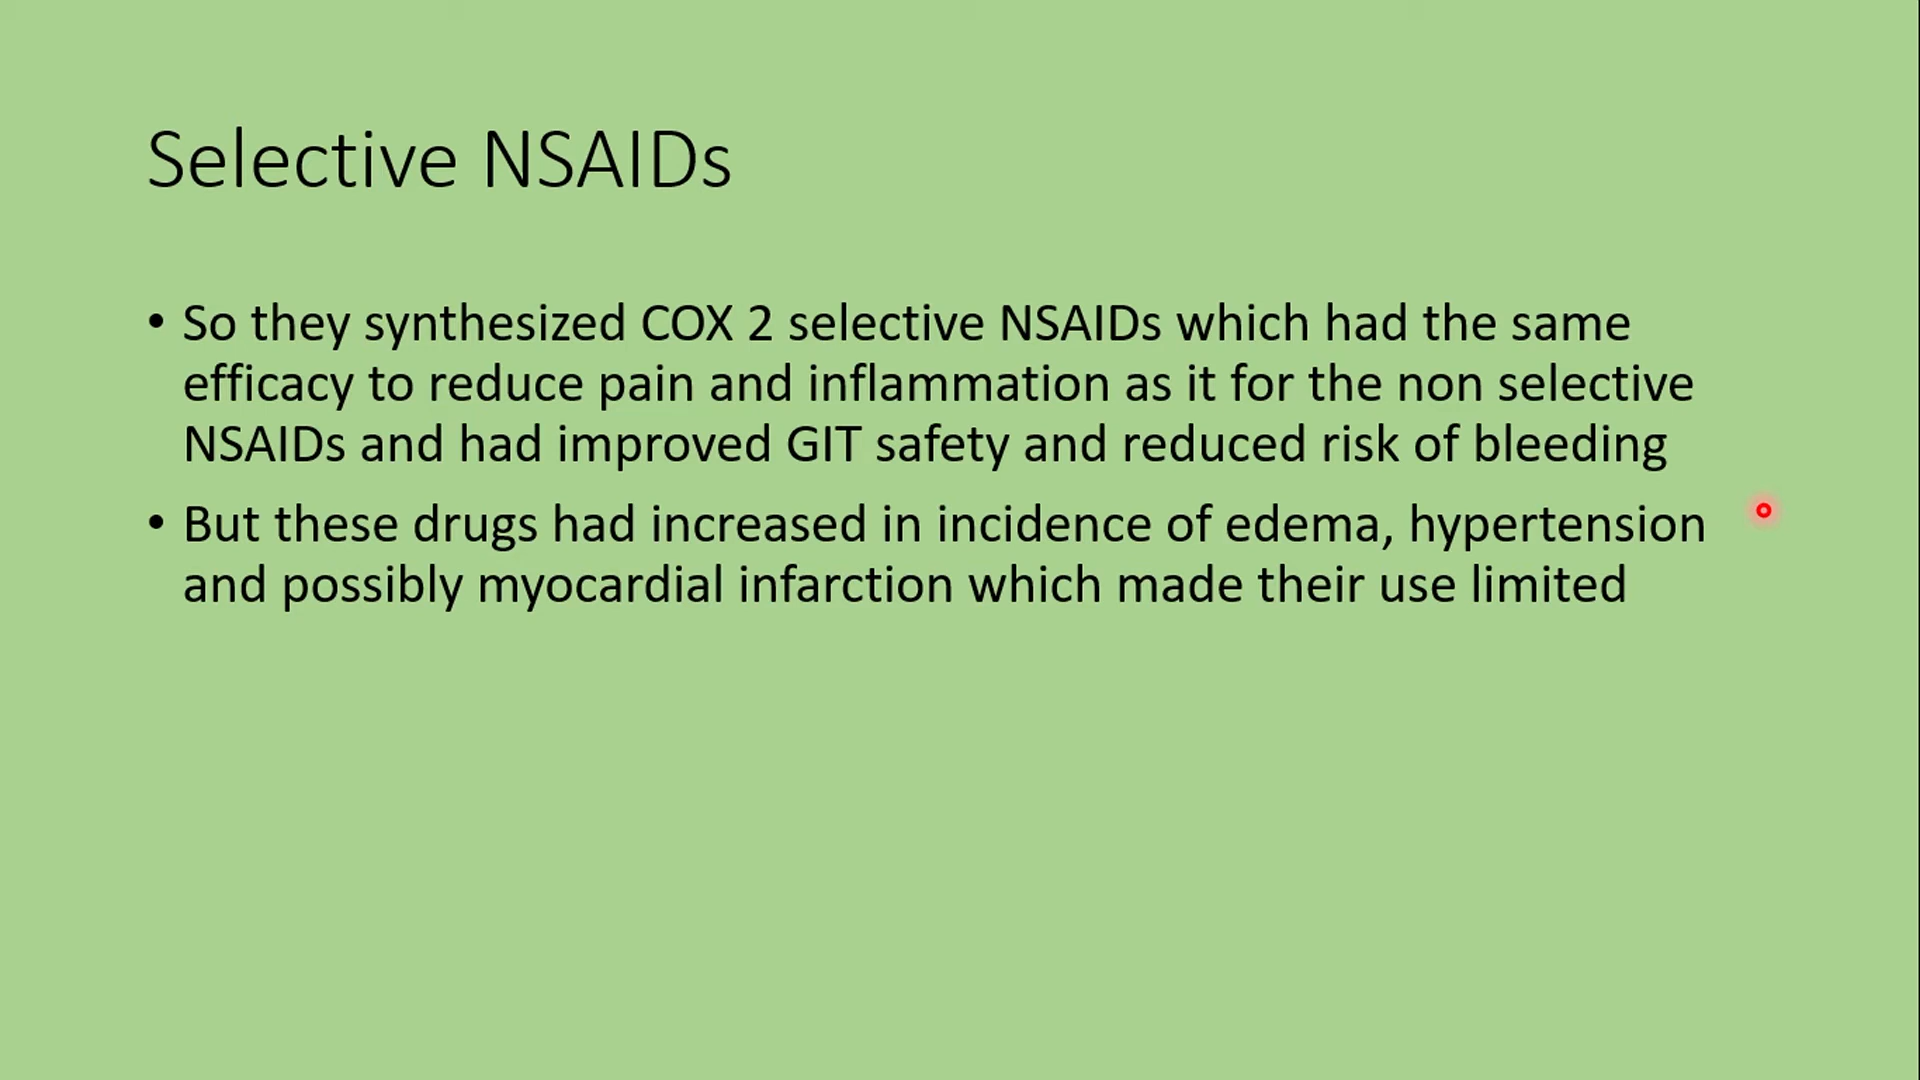 Selective NSAIDs
• So they synthesized COX 2 selective NSAIDs which had the same
efficacy to reduce pain and inflammation as it for the non selective
NSAIDs and had improved GIT safety and reduced risk of bleeding
• But these drugs had increased in incidence of edema, hypertension
and possibly myocardial infarction which made their use limited